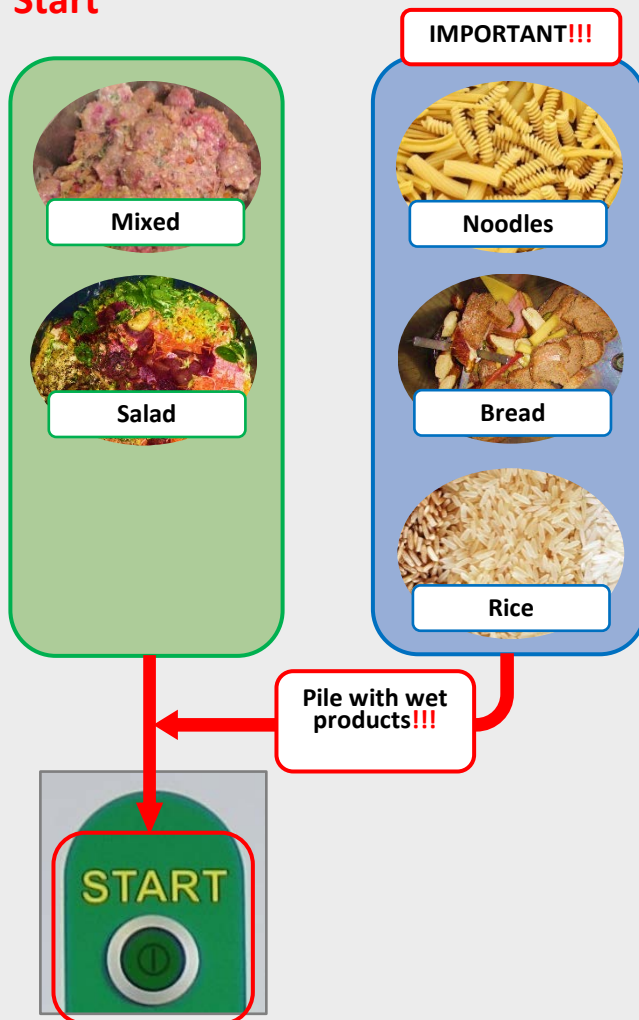 Start
IMPORTANT!!!
Mixed
Salad
Noodles
Bread
Rice
Pile with wet
products!!!
START